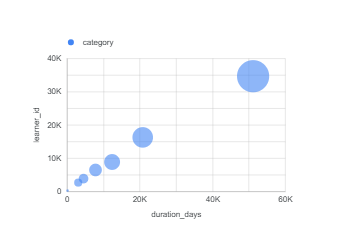 category
40K
30K
20K
10K
0
learner_id
0
20K
40K
60K
duration_days